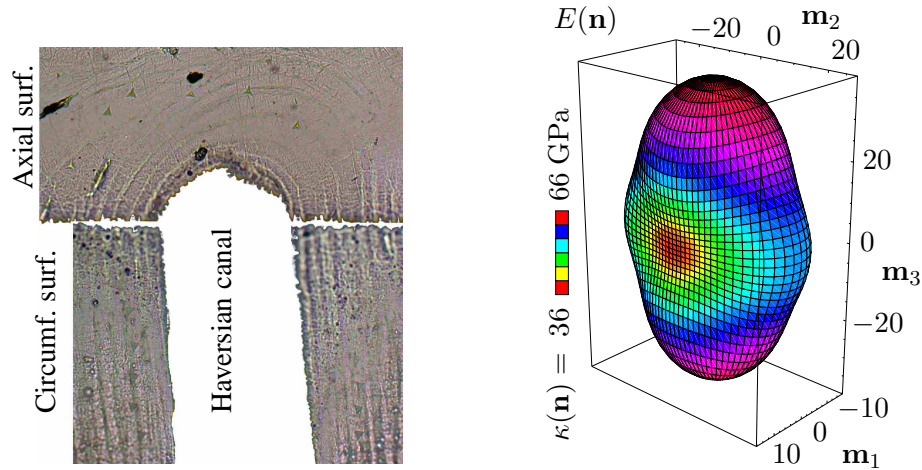 Axial surf.
Circumf. surf.
Haversian canal
E(n)
−20
0
m₂
20
20
0
m₃
−20
−10
0
10
m₁
κ(n) = 36 66 GPa